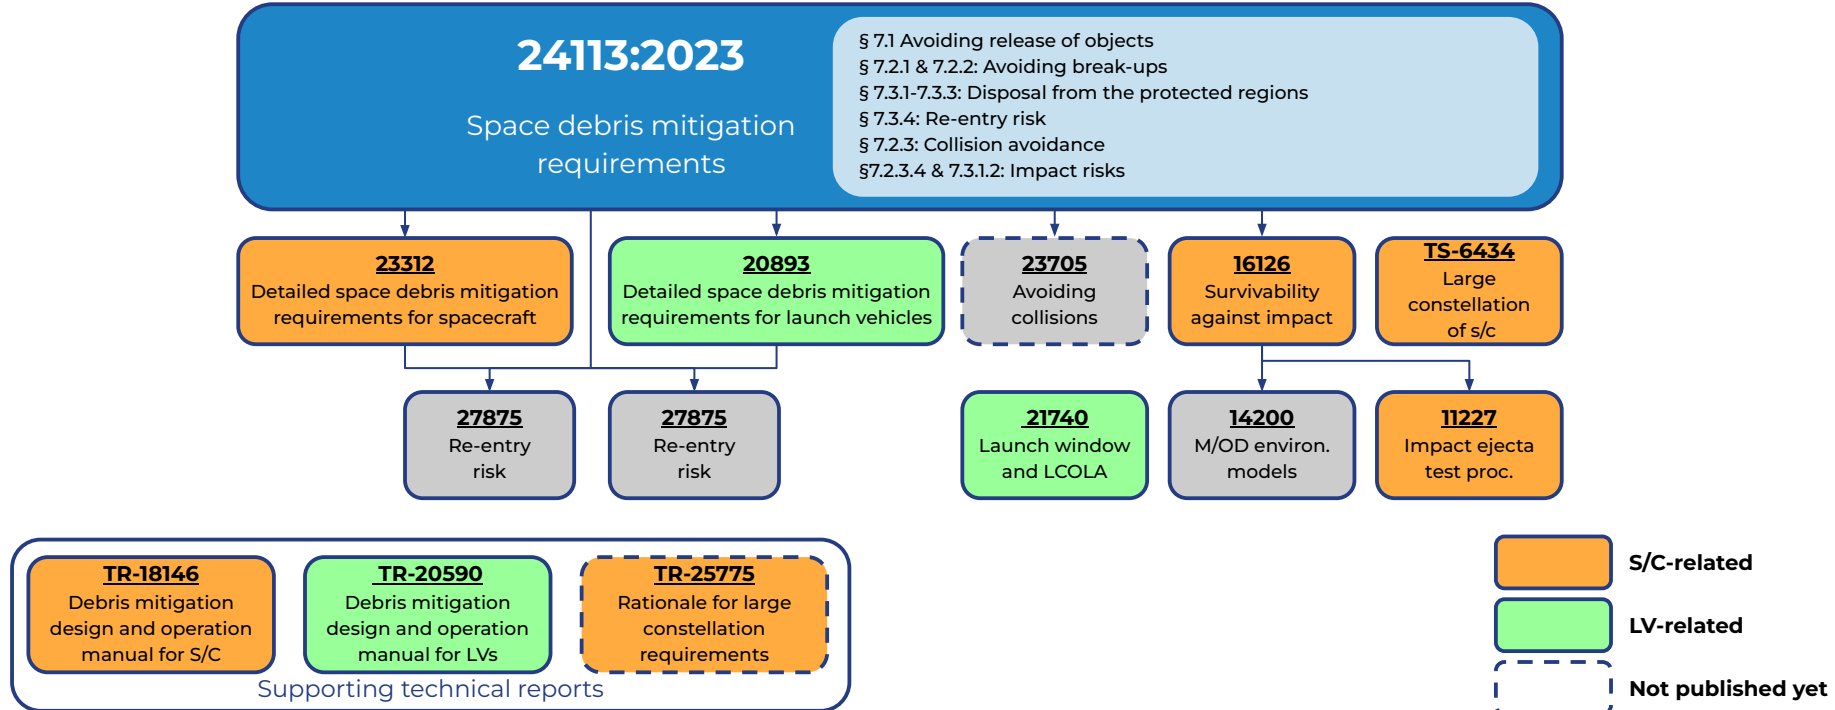 24113:2023
Space debris mitigation
requirements
§ 7.1 Avoiding release of objects
§ 7.2.1 & 7.2.2: Avoiding break-ups
§ 7.3.1-7.3.3: Disposal from the protected regions
§ 7.3.4: Re-entry risk
§ 7.2.3: Collision avoidance
§7.2.3.4 & 7.3.1.2: Impact risks
23312
Detailed space debris mitigation
requirements for spacecraft
20893
Detailed space debris mitigation
requirements for launch vehicles
23705
Avoiding
collisions
16126
Survivability
against impact
TS-6434
Large
constellation
of s/c
27875
Re-entry
risk
27875
Re-entry
risk
21740
Launch window
and LCOLA
14200
M/OD environ.
models
11227
Impact ejecta
test proc.
TR-18146
Debris mitigation
design and operation
manual for S/C
TR-20590
Debris mitigation
design and operation
manual for LVs
TR-25775
Rationale for large
constellation
requirements
Supporting technical reports
S/C-related
LV-related
Not published yet